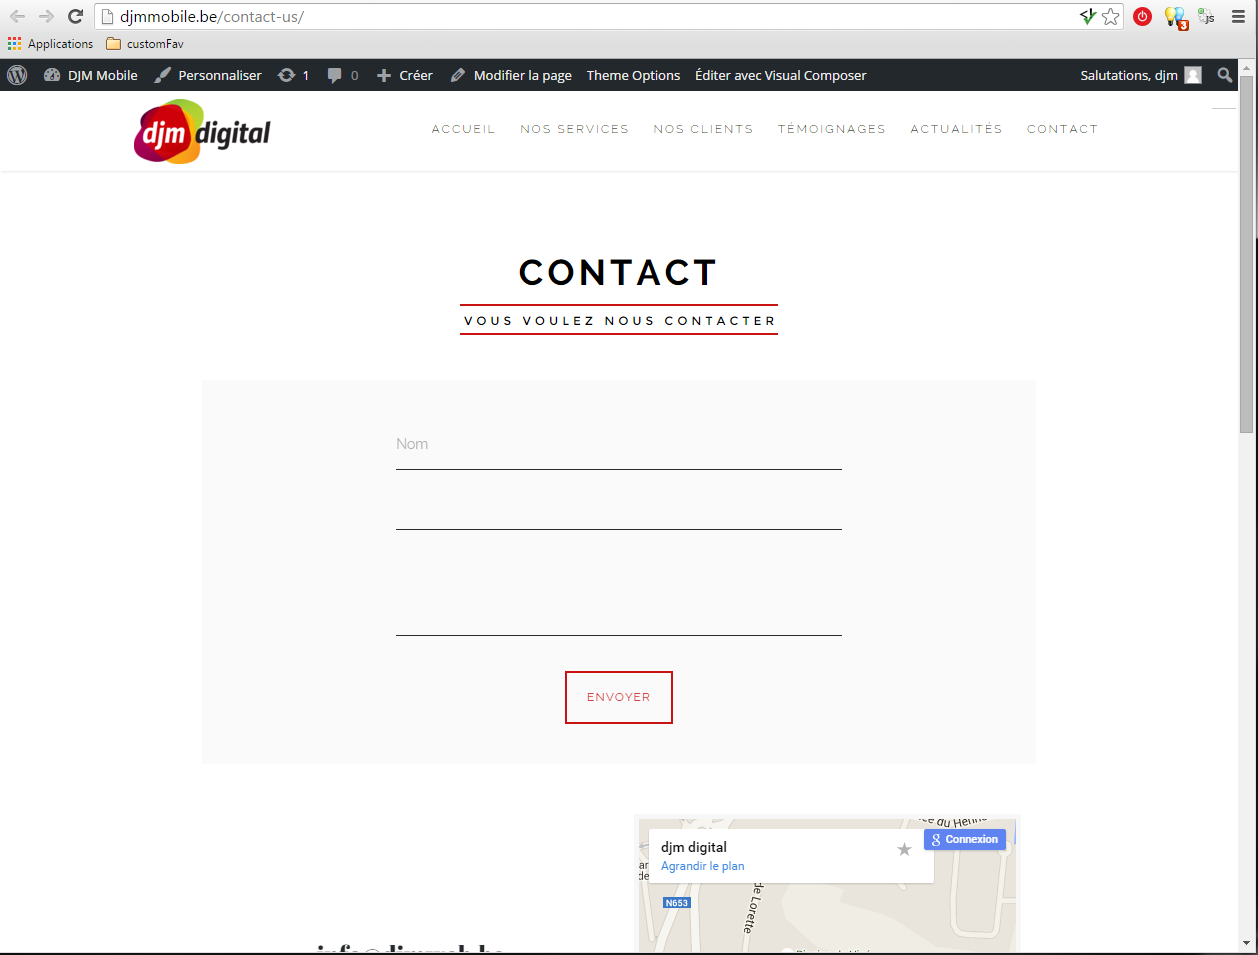 djmmobile.be/contact-us/
3
js
Applications
customFav
DJM Mobile
Personnaliser
1
0
Créer
Modifier la page
Theme Options
Éditer avec Visual Composer
Salutations, djm
djm digital
ACCUEIL
NOS SERVICES
NOS CLIENTS
TÉMOIGNAGES
ACTUALITÉS
CONTACT
CONTACT
VOUS VOULEZ NOUS CONTACTER
Nom
ENVOYER
djm digital
Agrandir le plan
g Connexion
N653
de Lorette